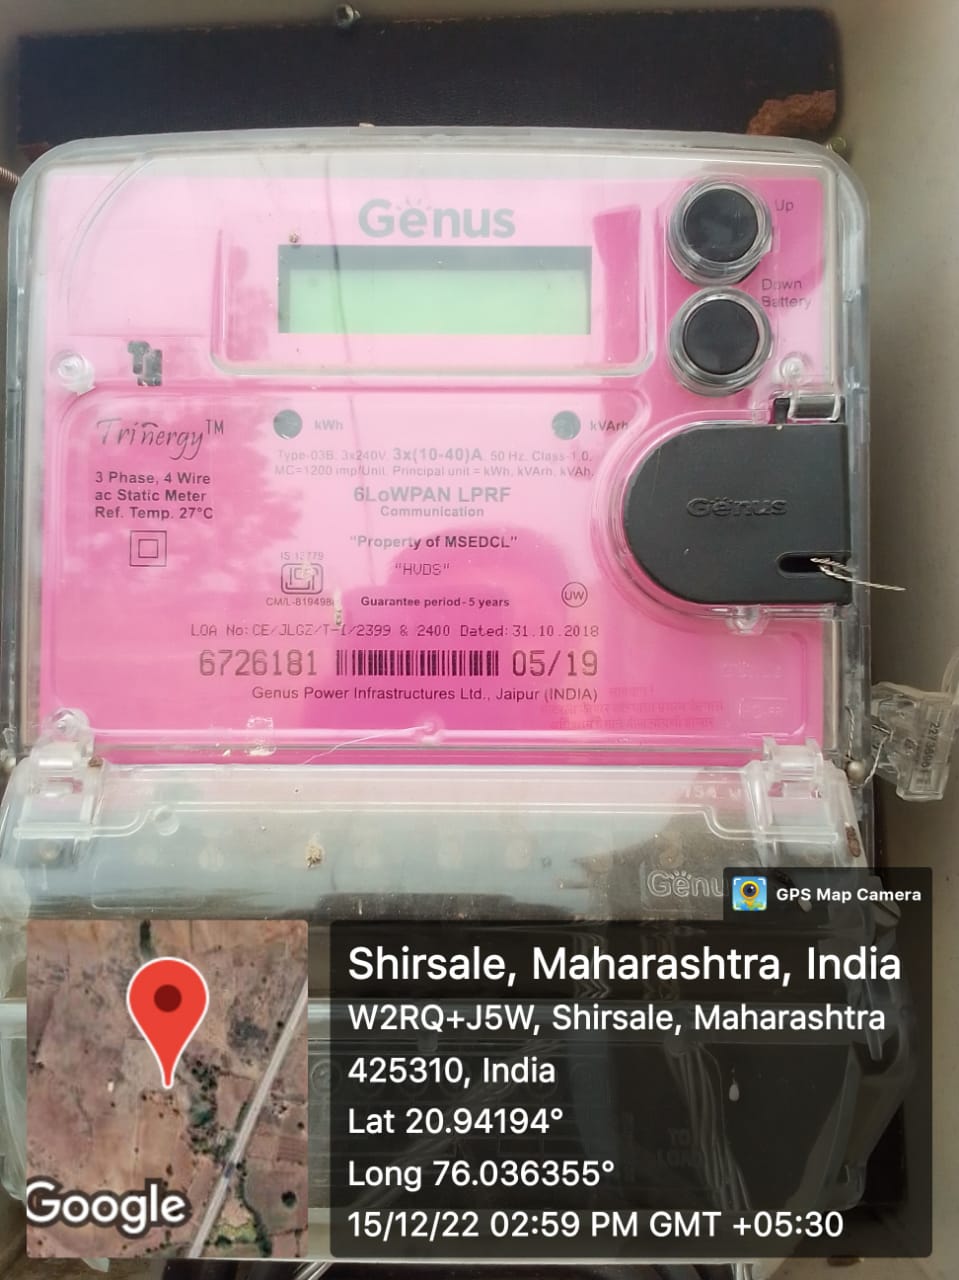 Genus
Up
Down
Battery
Trinergy™
kWh
kVArh
Type-03B, 3x240V, 3x(10-40)A, 50 Hz, Class-1.0,
MC=1200 imp/Unit, Principal unit = kWh, kVArh, kVAh,
3 Phase, 4 Wire
ac Static Meter
Ref. Temp. 27°C
6LoWPAN LPRF
Communication
Genus
"Property of MSEDCL"
"HVDS"
IS 13779
CM/L-8194984
Guarantee period-5 years
UW
LOA No:CE/JLGZ/T-I/2399 & 2400 Dated:31.10.2018
6726181 05/19
Genus Power Infrastructures Ltd., Jaipur (INDIA)
Genus
GPS Map Camera
Shirsale, Maharashtra, India
W2RQ+J5W, Shirsale, Maharashtra
425310, India
Lat 20.94194°
Long 76.036355°
15/12/22 02:59 PM GMT +05:30
Google